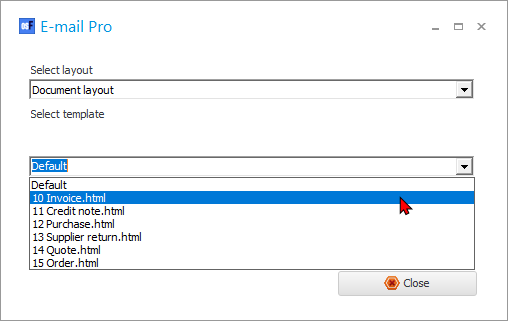 E-mail Pro
Select layout
Document layout
Select template
Default
Default
10 Invoice.html
11 Credit note.html
12 Purchase.html
13 Supplier return.html
14 Quote.html
15 Order.html
Close